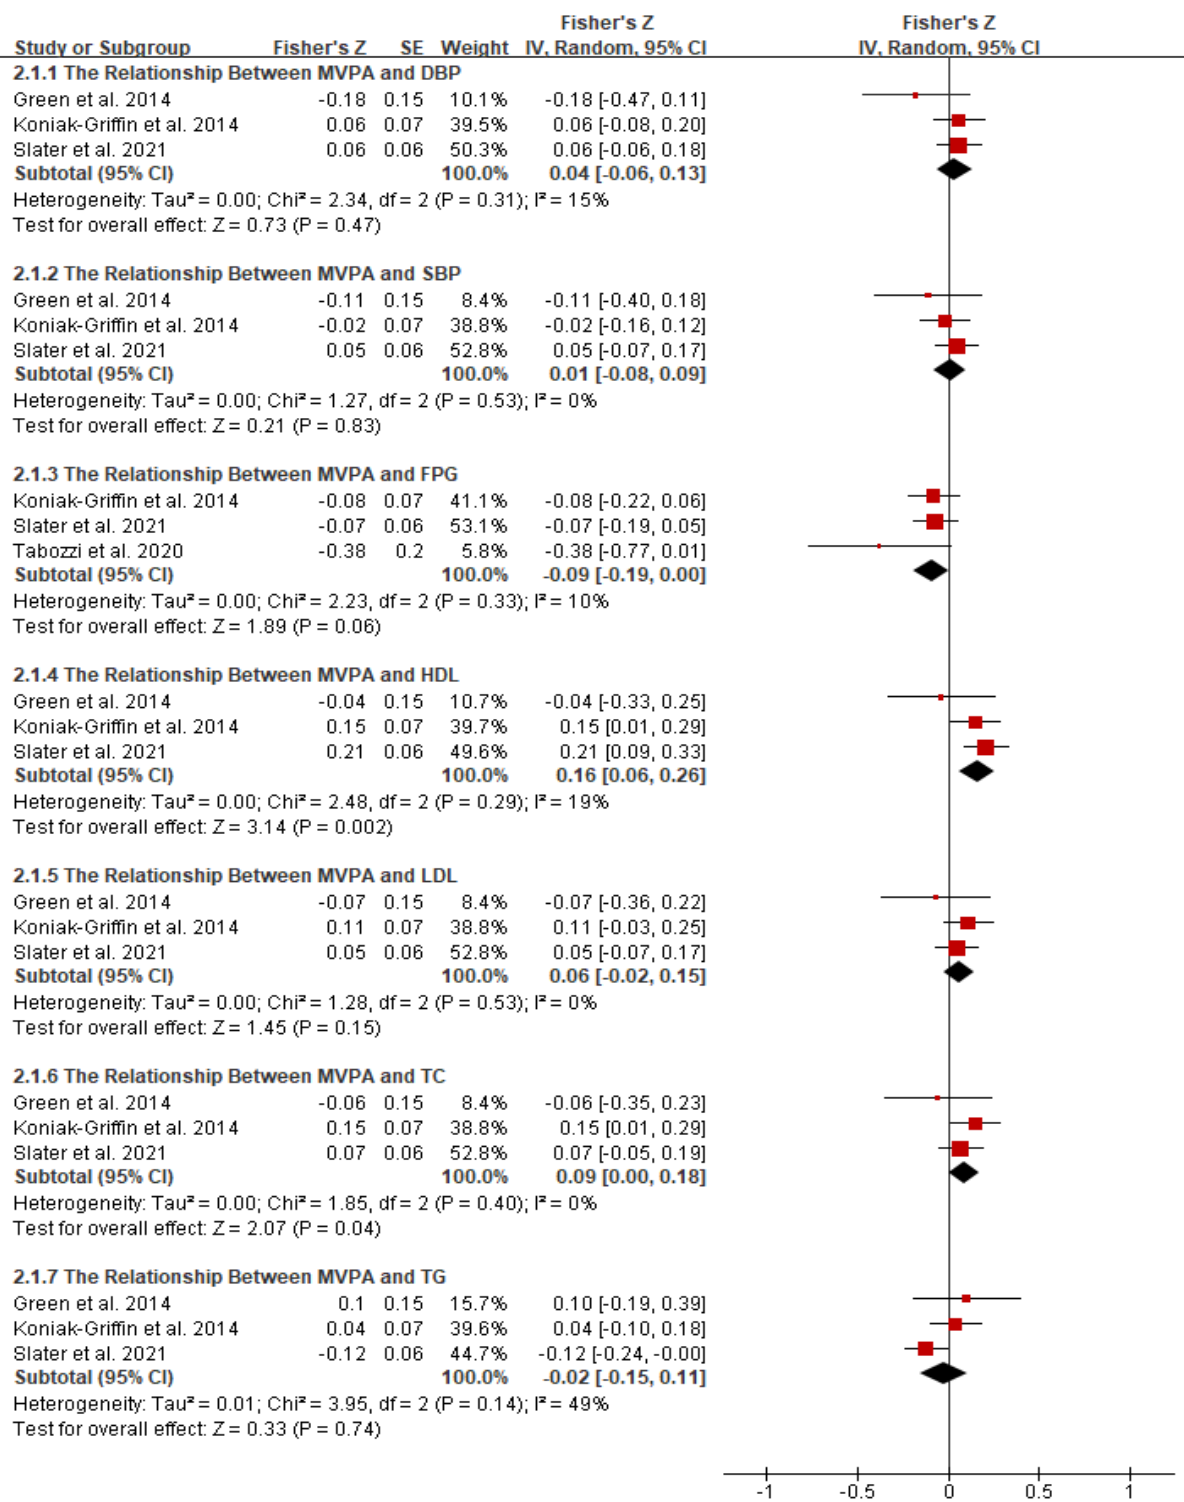 Fisher's Z Fisher's Z
Study or Subgroup Fisher's Z SE Weight IV, Random, 95% CI IV, Random, 95% CI
2.1.1 The Relationship Between MVPA and DBP
Green et al. 2014 -0.18 0.15 10.1% -0.18 [-0.47, 0.11]
Koniak-Griffin et al. 2014 0.06 0.07 39.5% 0.06 [-0.08, 0.20]
Slater et al. 2021 0.06 0.06 50.3% 0.06 [-0.06, 0.18]
Subtotal (95% CI) 100.0% 0.04 [-0.06, 0.13]
Heterogeneity: Tau² = 0.00; Chi² = 2.34, df = 2 (P = 0.31); I² = 15%
Test for overall effect: Z = 0.73 (P = 0.47)
2.1.2 The Relationship Between MVPA and SBP
Green et al. 2014 -0.11 0.15 8.4% -0.11 [-0.40, 0.18]
Koniak-Griffin et al. 2014 -0.02 0.07 38.8% -0.02 [-0.16, 0.12]
Slater et al. 2021 0.05 0.06 52.8% 0.05 [-0.07, 0.17]
Subtotal (95% CI) 100.0% 0.01 [-0.08, 0.09]
Heterogeneity: Tau² = 0.00; Chi² = 1.27, df = 2 (P = 0.53); I² = 0%
Test for overall effect: Z = 0.21 (P = 0.83)
2.1.3 The Relationship Between MVPA and FPG
Koniak-Griffin et al. 2014 -0.08 0.07 41.1% -0.08 [-0.22, 0.06]
Slater et al. 2021 -0.07 0.06 53.1% -0.07 [-0.19, 0.05]
Tabozzi et al. 2020 -0.38 0.2 5.8% -0.38 [-0.77, 0.01]
Subtotal (95% CI) 100.0% -0.09 [-0.19, 0.00]
Heterogeneity: Tau² = 0.00; Chi² = 2.23, df = 2 (P = 0.33); I² = 10%
Test for overall effect: Z = 1.89 (P = 0.06)
2.1.4 The Relationship Between MVPA and HDL
Green et al. 2014 -0.04 0.15 10.7% -0.04 [-0.33, 0.25]
Koniak-Griffin et al. 2014 0.15 0.07 39.7% 0.15 [0.01, 0.29]
Slater et al. 2021 0.21 0.06 49.6% 0.21 [0.09, 0.33]
Subtotal (95% CI) 100.0% 0.16 [0.06, 0.26]
Heterogeneity: Tau² = 0.00; Chi² = 2.48, df = 2 (P = 0.29); I² = 19%
Test for overall effect: Z = 3.14 (P = 0.002)
2.1.5 The Relationship Between MVPA and LDL
Green et al. 2014 -0.07 0.15 8.4% -0.07 [-0.36, 0.22]
Koniak-Griffin et al. 2014 0.11 0.07 38.8% 0.11 [-0.03, 0.25]
Slater et al. 2021 0.05 0.06 52.8% 0.05 [-0.07, 0.17]
Subtotal (95% CI) 100.0% 0.06 [-0.02, 0.15]
Heterogeneity: Tau² = 0.00; Chi² = 1.28, df = 2 (P = 0.53); I² = 0%
Test for overall effect: Z = 1.45 (P = 0.15)
2.1.6 The Relationship Between MVPA and TC
Green et al. 2014 -0.06 0.15 8.4% -0.06 [-0.35, 0.23]
Koniak-Griffin et al. 2014 0.15 0.07 38.8% 0.15 [0.01, 0.29]
Slater et al. 2021 0.07 0.06 52.8% 0.07 [-0.05, 0.19]
Subtotal (95% CI) 100.0% 0.09 [0.00, 0.18]
Heterogeneity: Tau² = 0.00; Chi² = 1.85, df = 2 (P = 0.40); I² = 0%
Test for overall effect: Z = 2.07 (P = 0.04)
2.1.7 The Relationship Between MVPA and TG
Green et al. 2014 0.1 0.15 15.7% 0.10 [-0.19, 0.39]
Koniak-Griffin et al. 2014 0.04 0.07 39.6% 0.04 [-0.10, 0.18]
Slater et al. 2021 -0.12 0.06 44.7% -0.12 [-0.24, -0.00]
Subtotal (95% CI) 100.0% -0.02 [-0.15, 0.11]
Heterogeneity: Tau² = 0.01; Chi² = 3.95, df = 2 (P = 0.14); I² = 49%
Test for overall effect: Z = 0.33 (P = 0.74)
-1 -0.5 0 0.5 1